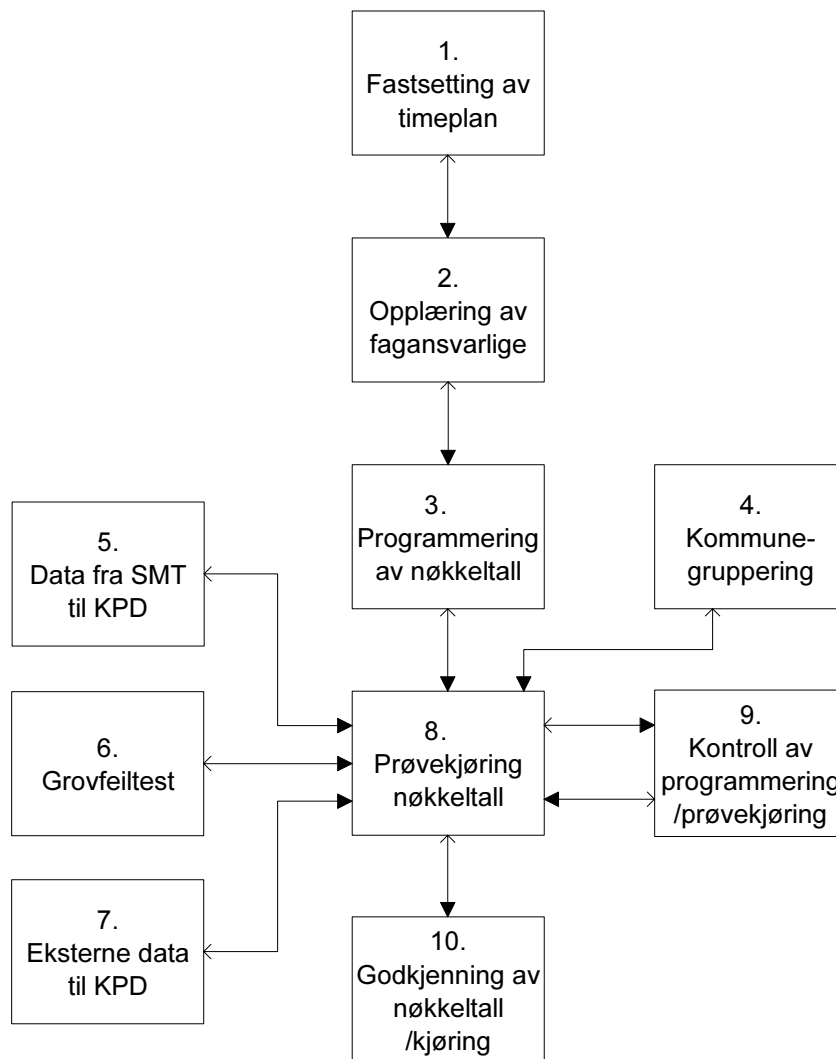 1.
Fastsetting av
timeplan
2.
Opplæring av
fagansvarlige
3.
Programmering
av nøkkeltall
4.
Kommune-
gruppering
5.
Data fra SMT
til KPD
6.
Grovfeiltest
7.
Eksterne data
til KPD
8.
Prøvekjøring
nøkkeltall
9.
Kontroll av
programmering
/prøvekjøring
10.
Godkjenning av
nøkkeltall
/kjøring